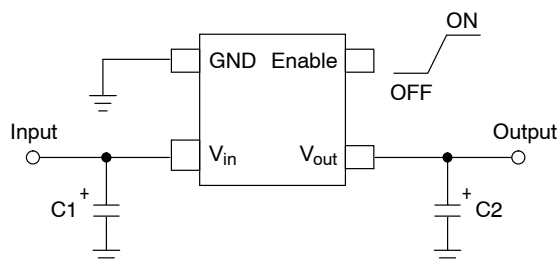 ON
GND Enable
OFF
Input Output
Vin Vout
+ +
C1 C2